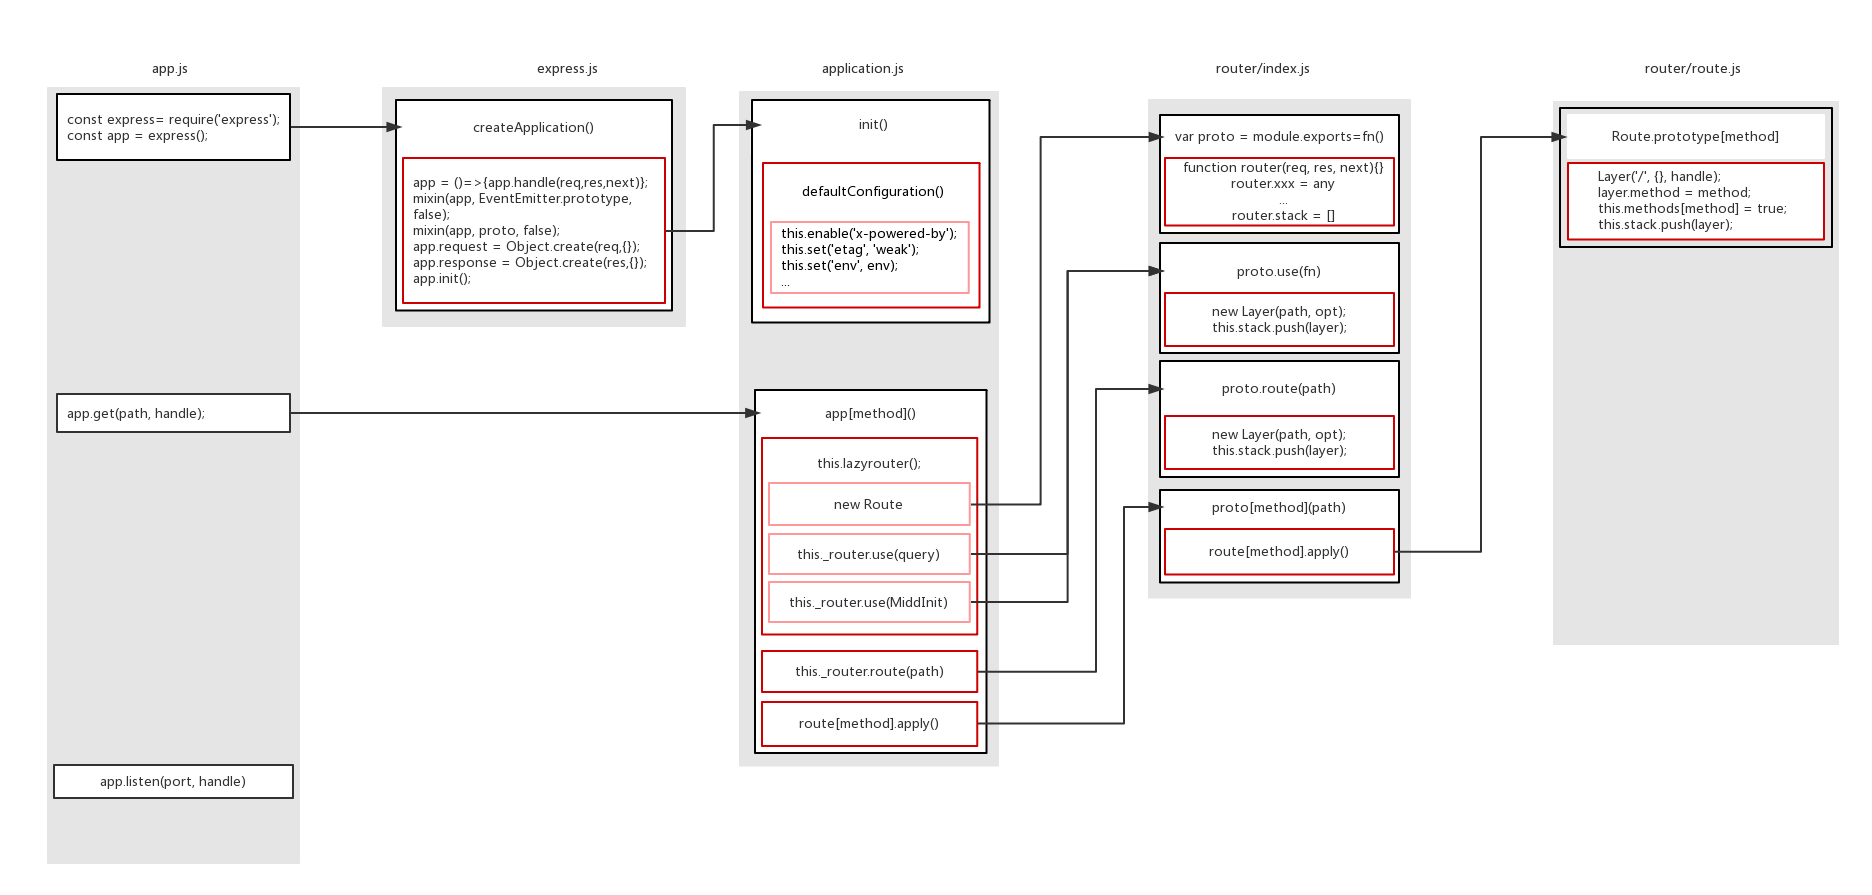 app.js
const express= require('express');
const app = express();
app.get(path, handle);
app.listen(port, handle)
express.js
createApplication()
app = ()=>{app.handle(req,res,next)};
mixin(app, EventEmitter.prototype,
false);
mixin(app, proto, false);
app.request = Object.create(req,{});
app.response = Object.create(res,{});
app.init();
application.js
init()
defaultConfiguration()
this.enable('x-powered-by');
this.set('etag', 'weak');
this.set('env', env);
...
app[method]()
this.lazyrouter();
new Route
this._router.use(query)
this._router.use(MiddInit)
this._router.route(path)
route[method].apply()
router/index.js
var proto = module.exports=fn()
function router(req, res, next){}
router.xxx = any
...
router.stack = []
proto.use(fn)
new Layer(path, opt);
this.stack.push(layer);
proto.route(path)
new Layer(path, opt);
this.stack.push(layer);
proto[method](path)
route[method].apply()
router/route.js
Route.prototype[method]
Layer('/', {}, handle);
layer.method = method;
this.methods[method] = true;
this.stack.push(layer);